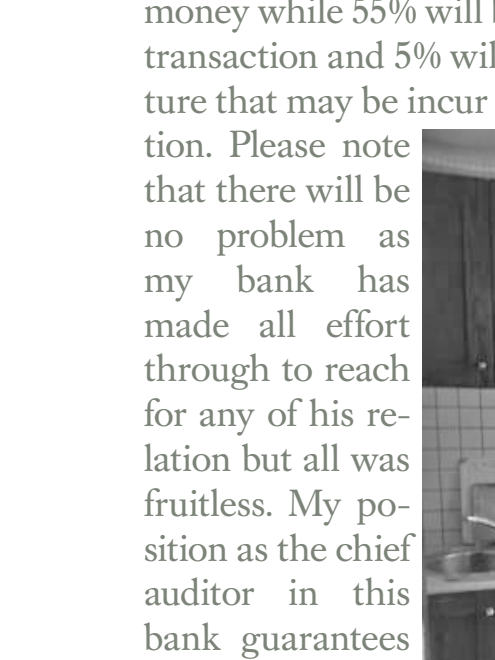 money while 55% will
transaction and 5%
ture that may be incur
tion. Please note
that there will be
no problem as
my bank has
made all effort
through to reach
for any of his re-
lation but all was
fruitless. My po-
sition as the chief
auditor in this
bank guarantees